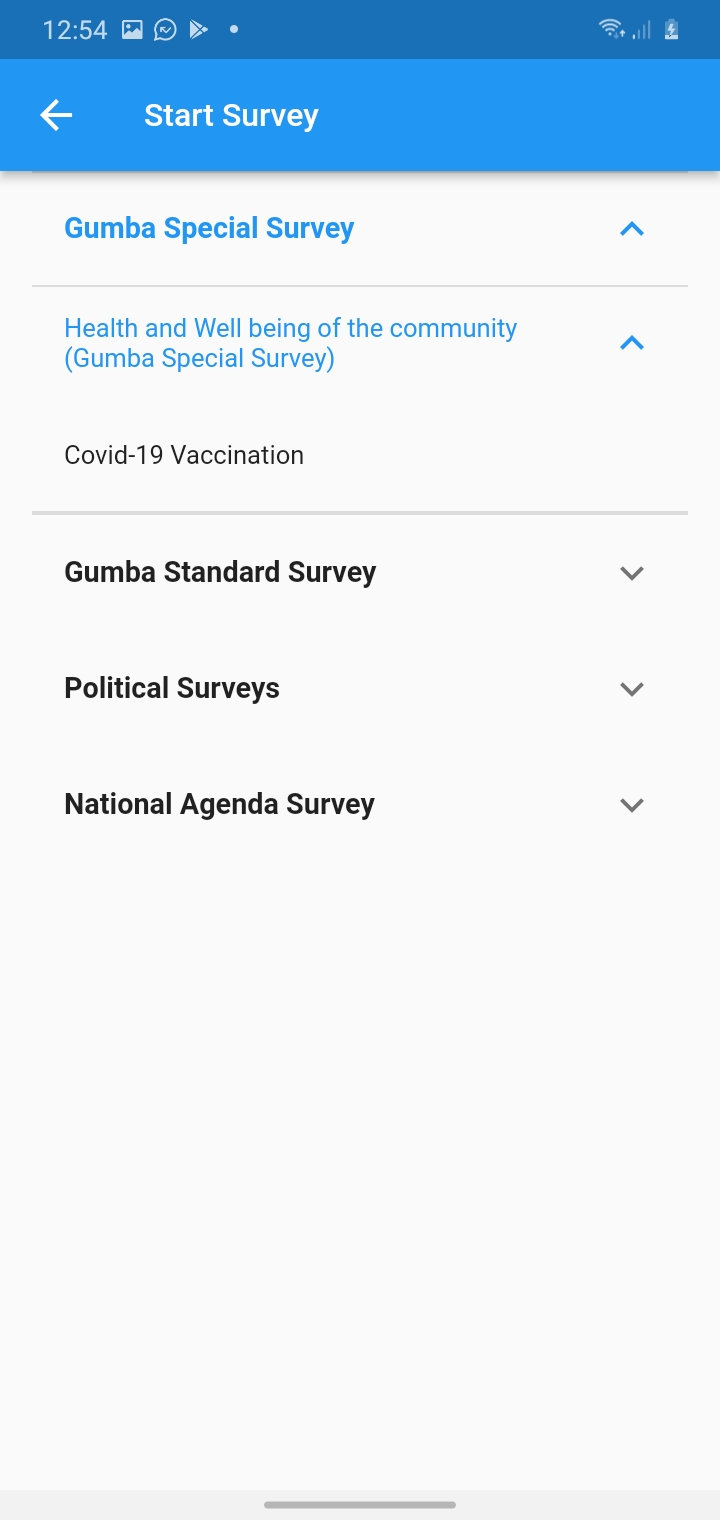 12:54
Start Survey
Gumba Special Survey
Health and Well being of the community
(Gumba Special Survey)
Covid-19 Vaccination
Gumba Standard Survey
Political Surveys
National Agenda Survey